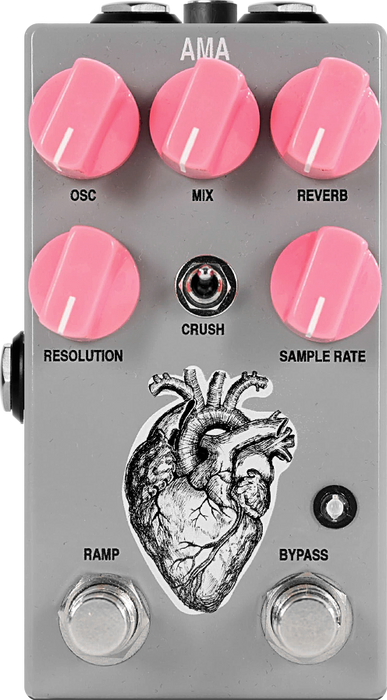 AMA
OSC MIX REVERB
CRUSH
RESOLUTION SAMPLE RATE
RAMP BYPASS